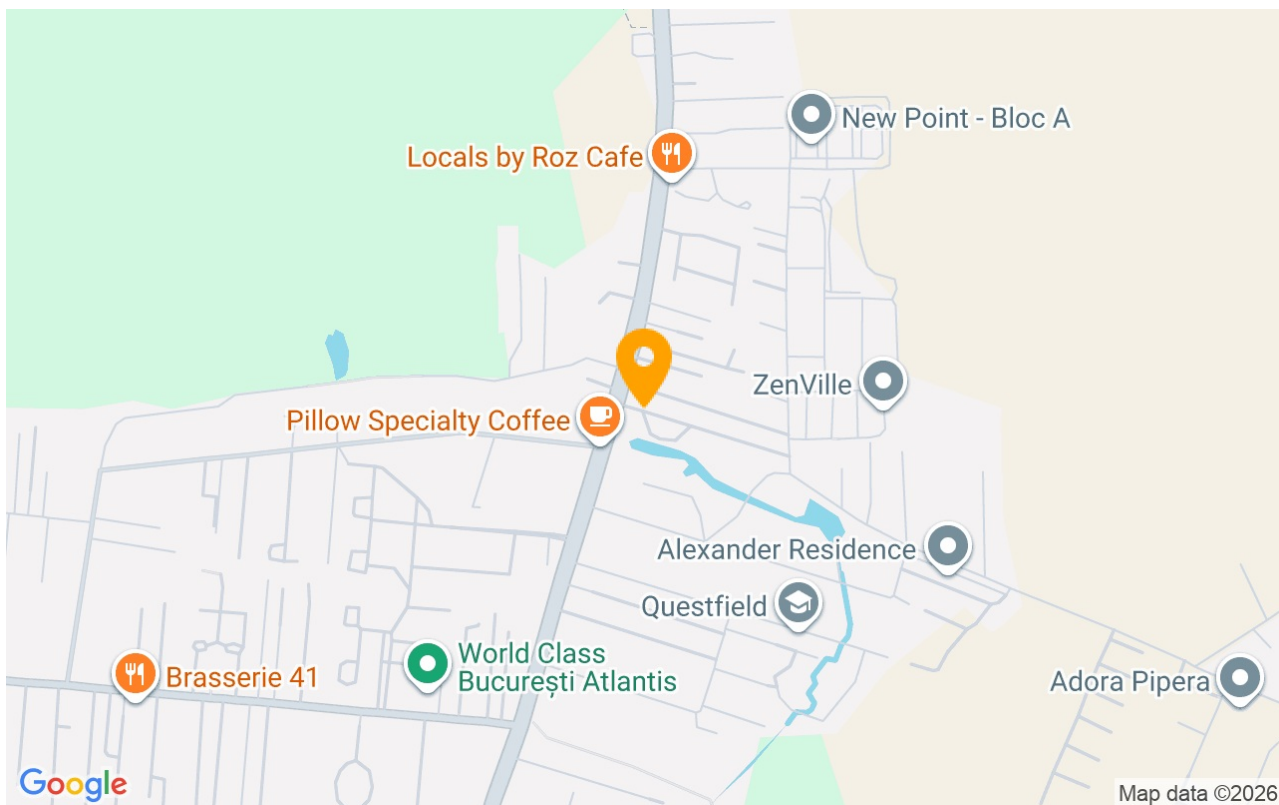 New Point - Bloc A
Locals by Roz Cafe
ZenVille
Pillow Specialty Coffee
Alexander Residence
Questfield
World Class
București Atlantis
Brasserie 41
Adora Pipera
Google
Map data ©2026